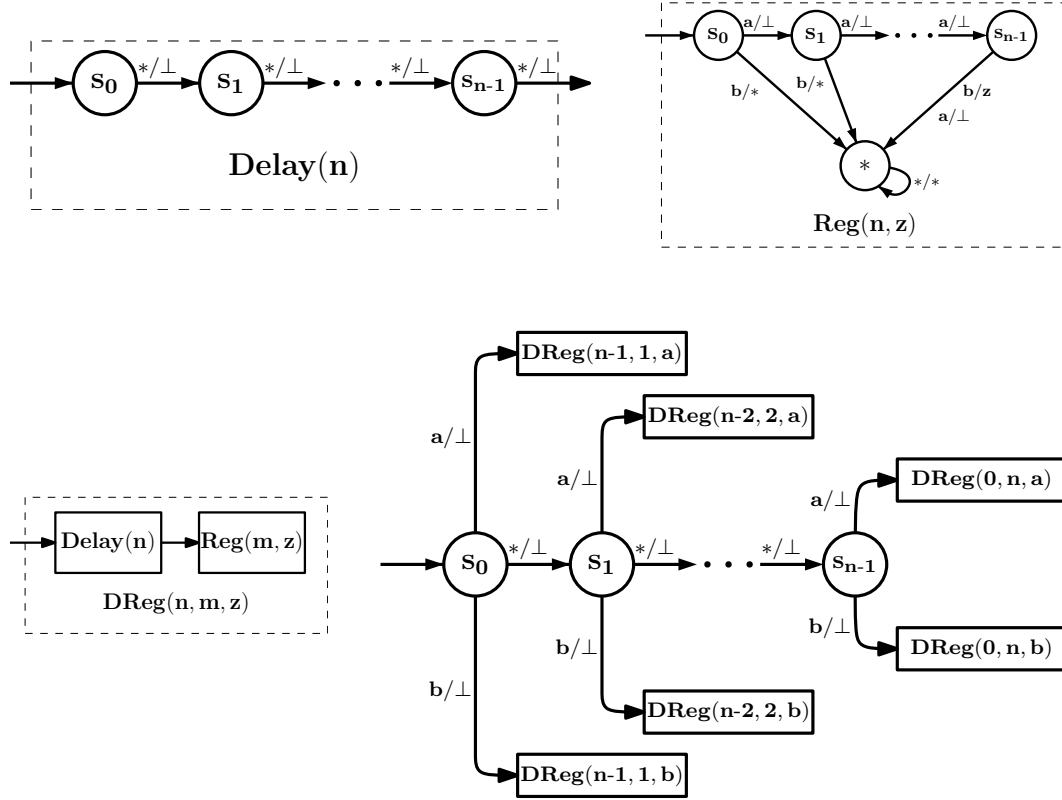 s0 a/⊥ s1 a/⊥ · · · a/⊥ sn-1
b/* b/* b/z
a/⊥
*
*/*
Reg(n, z)
s0 */⊥ s1 */⊥ · · · */⊥ sn-1 */⊥
Delay(n)
DReg(n-1, 1, a)
DReg(n-2, 2, a)
a/⊥
a/⊥
DReg(0, n, a)
a/⊥
Delay(n) Reg(m, z)
DReg(n, m, z)
s0 */⊥ s1 */⊥ · · · */⊥ sn-1
b/⊥
DReg(0, n, b)
b/⊥
b/⊥
DReg(n-2, 2, b)
DReg(n-1, 1, b)